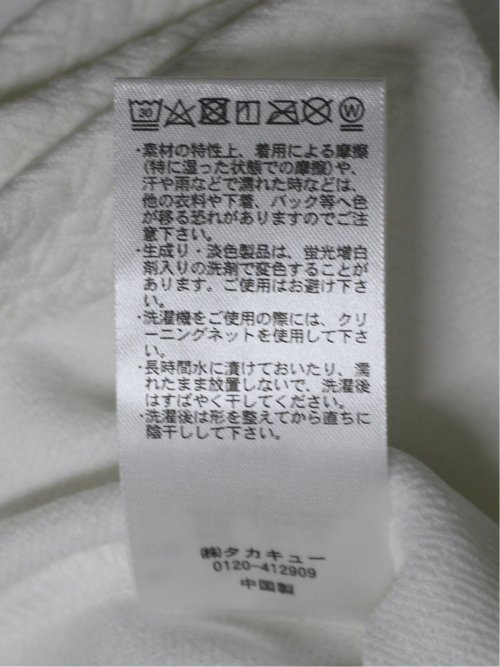 30 W
・素材の特性上、着用による摩擦
(特に湿った状態での摩擦)や、
汗や雨などで濡れた時などは、
他の衣料や下着、バック等へ色
が移る恐れがありますのでご注
意下さい。
・生成り・淡色製品は、蛍光増白
剤入りの洗剤で変色することが
あります。ご使用はお避け下さ
い。
・洗濯機をご使用の際には、クリ
ーニングネットを使用して下さ
い。
・長時間水に漬けておいたり、濡
れたまま放置しないで、洗濯後
はすばやく干してください。
・洗濯後は形を整えてから直ちに
陰干しして下さい。
㈱タカキュー
0120-412909
中国製